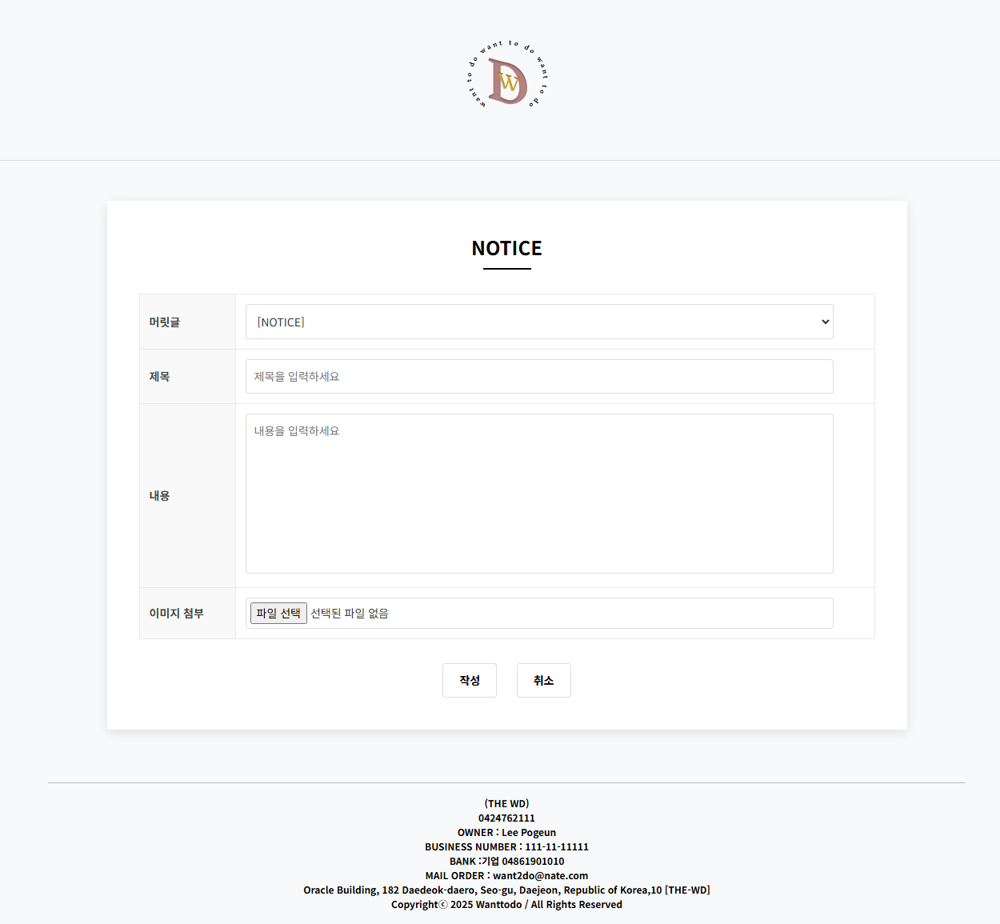 want to do want to do want to do
W
D
NOTICE
머릿글
[NOTICE]
제목
제목을 입력하세요
내용
내용을 입력하세요
이미지 첨부
파일 선택 선택된 파일 없음
작성 취소
(THE WD)
0424762111
OWNER : Lee Pogeun
BUSINESS NUMBER : 111-11-11111
BANK :기업 04861901010
MAIL ORDER : want2do@nate.com
Oracle Building, 182 Daedeok-daero, Seo-gu, Daejeon, Republic of Korea,10 [THE-WD]
Copyrightⓒ 2025 Wanttodo / All Rights Reserved